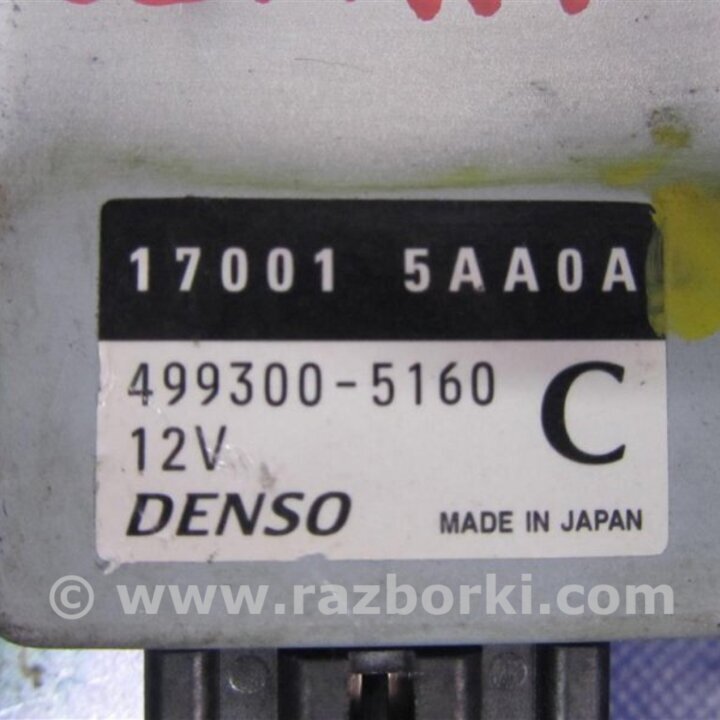 17001 5AA0A
499300-5160 C
12V
DENSO MADE IN JAPAN
© www.razborki.com